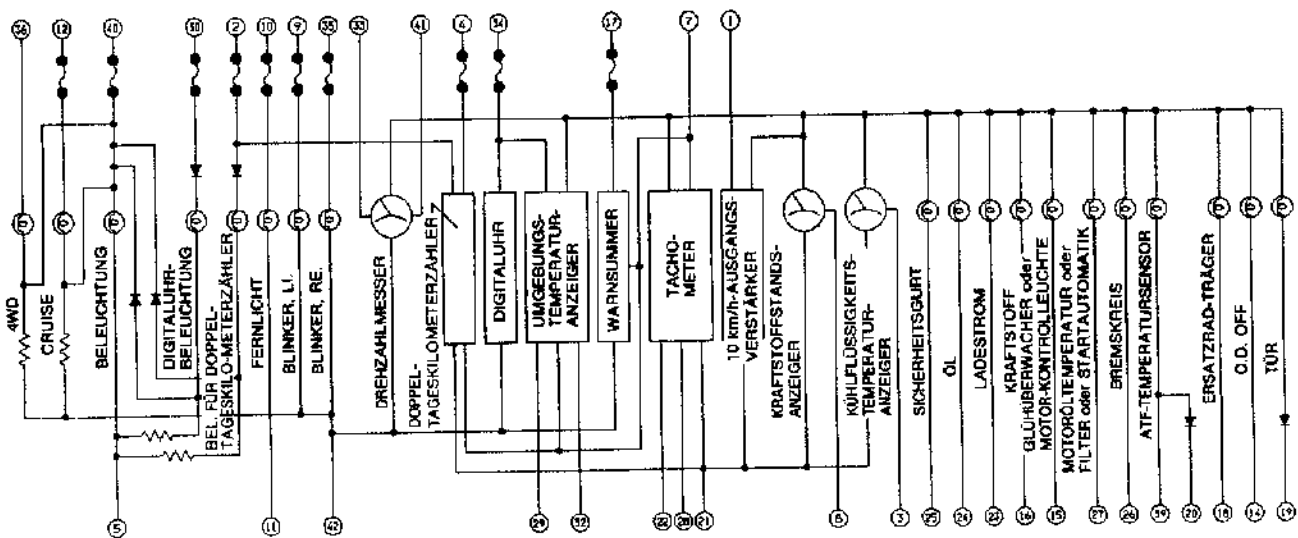 36
12
40
30
2
10
9
35
33
41
4
34
17
7
1
4WD
CRUISE
BELEUCHTUNG
DIGITALUHR-
BELEUCHTUNG
BEL. FÜR DOPPEL-
TAGESKILO-METERZÄHLER
FERNLICHT
BLINKER, LI.
BLINKER, RE.
DREHZAHLMESSER
DOPPEL-
TAGESKILOMETERZÄHLER
DIGITALUHR
UMGEBUNGS-
TEMPERATUR-
ANZEIGER
WARNSUMMER
TACHO-
METER
10 km/h-AUSGANGS-
VERSTÄRKER
KRAFTSTOFFSTANDS-
ANZEIGER
KÜHLFLÜSSIGKEITS-
TEMPERATUR-
ANZEIGER
SICHERHEITSGURT
ÖL
LADESTROM
KRAFTSTOFF
GLÜHÜBERWACHER oder
MOTOR-KONTROLLEUCHTE
MOTORÖLTEMPERATUR oder
FILTER oder STARTAUTOMATIK
BREMSKREIS
ATF-TEMPERATURSENSOR
ERSATZRAD-TRÄGER
O.D. OFF
TÜR
5
11
42
29
32
22
28
21
3
25
24
23
16
15
27
26
39
20
18
14
19